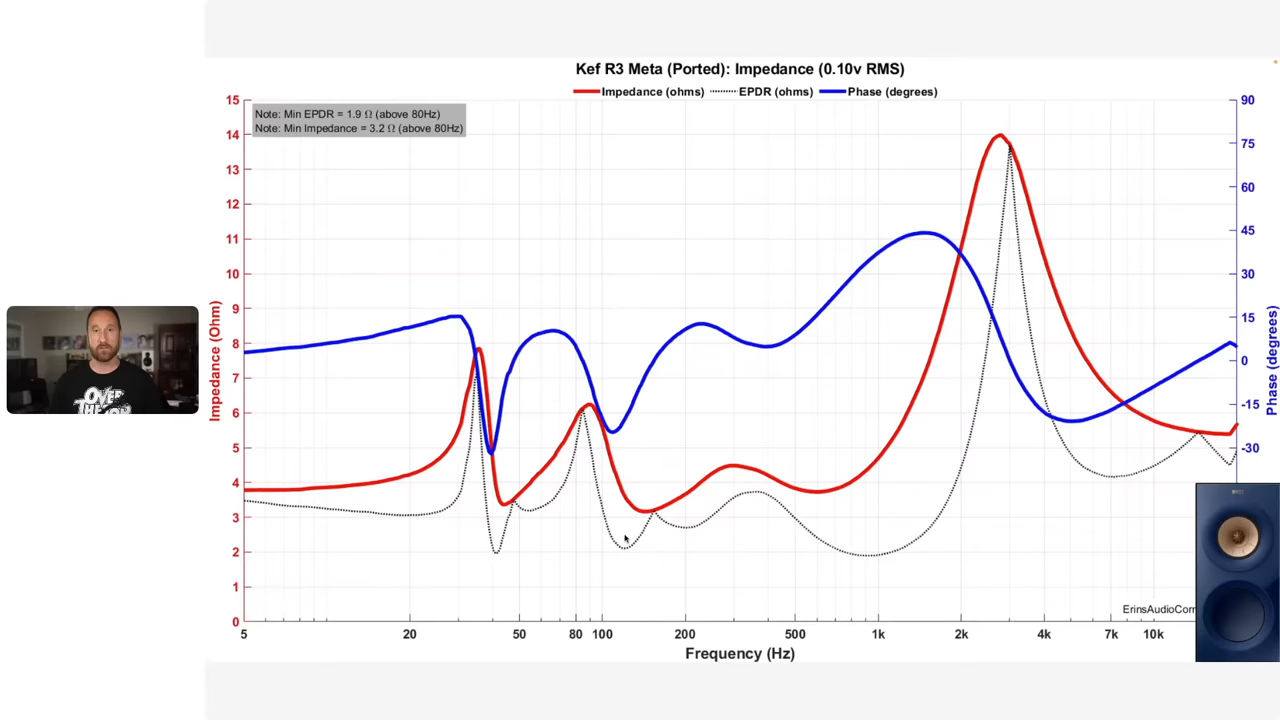 Kef R3 Meta (Ported): Impedance (0.10v RMS)
Impedance (ohms) EPDR (ohms) Phase (degrees)
Note: Min EPDR = 1.9 Ω (above 80Hz)
Note: Min Impedance = 3.2 Ω (above 80Hz)
15
14
13
12
11
10
9
8
7
6
5
4
3
2
1
0
Impedance (Ohm)
90
75
60
45
30
15
0
-15
-30
Phase (degrees)
5 20 50 80 100 200 500 1k 2k 4k 7k 10k
Frequency (Hz)
ErinsAudioCorn
OVER
KEF